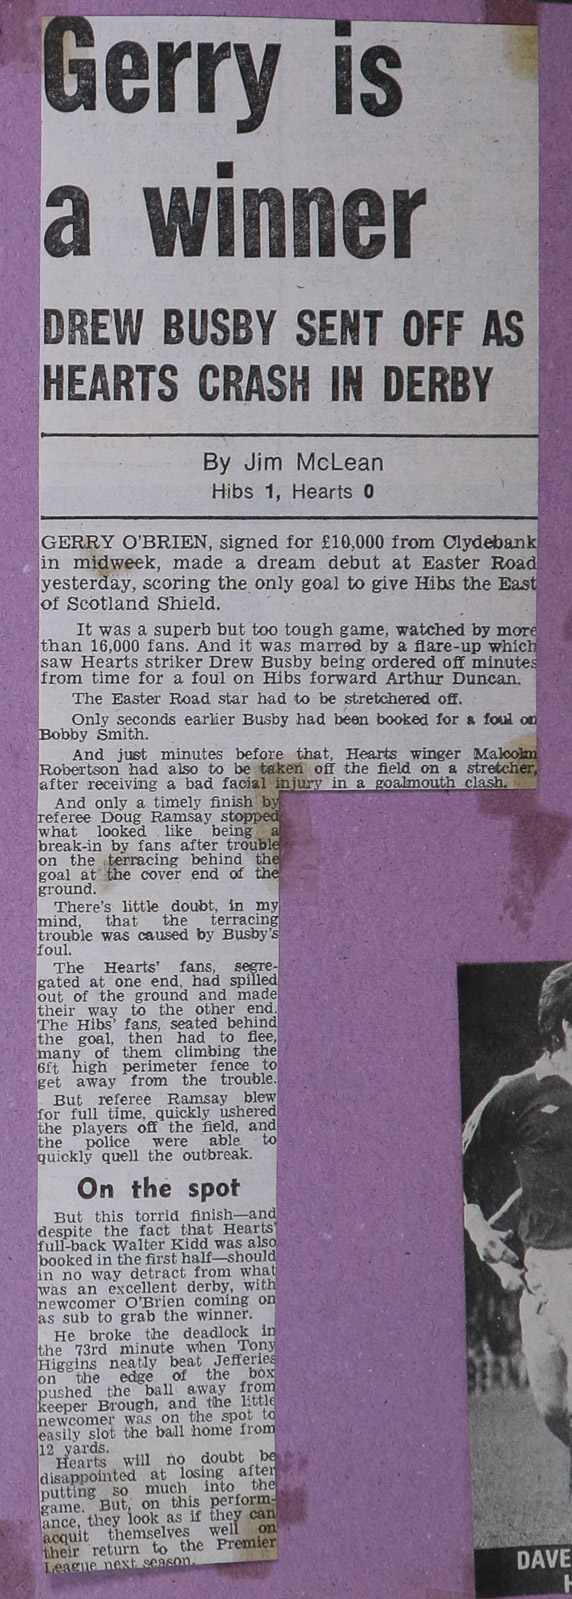 Gerry is
a winner
DREW BUSBY SENT OFF AS
HEARTS CRASH IN DERBY
By Jim McLean
Hibs 1, Hearts 0
GERRY O'BRIEN, signed for £10,000 from Clydebank
in midweek, made a dream debut at Easter Road
yesterday, scoring the only goal to give Hibs the East
of Scotland Shield.
It was a superb but too tough game, watched by more
than 16,000 fans. And it was marred by a flare-up which
saw Hearts striker Drew Busby being ordered off minutes
from time for a foul on Hibs forward Arthur Duncan.
The Easter Road star had to be stretchered off.
Only seconds earlier Busby had been booked for a foul on
Bobby Smith.
And just minutes before that, Hearts winger Malcolm
Robertson had also to be taken off the field on a stretcher,
after receiving a bad facial injury in a goalmouth clash.
And only a timely finish by
referee Doug Ramsay stopped
what looked like being a
break-in by fans after trouble
on the terracing behind the
goal at the cover end of the
ground.
There's little doubt, in my
mind, that the terracing
trouble was caused by Busby's
foul.
The Hearts' fans, segre-
gated at one end, had spilled
out of the ground and made
their way to the other end.
The Hibs' fans, seated behind
the goal, then had to flee,
many of them climbing the
6ft high perimeter fence to
get away from the trouble.
But referee Ramsay blew
for full time, quickly ushered
the players off the field, and
the police were able to
quickly quell the outbreak.
On the spot
But this torrid finish—and
despite the fact that Hearts'
full-back Walter Kidd was also
booked in the first half—should
in no way detract from what
was an excellent derby, with
newcomer O'Brien coming on
as sub to grab the winner.
He broke the deadlock in
the 73rd minute when Tony
Higgins neatly beat Jefferies
on the edge of the box
pushed the ball away from
keeper Brough, and the little
newcomer was on the spot to
easily slot the ball home from
12 yards.
Hearts will no doubt be
disappointed at losing after
putting so much into the
game. But, on this perform-
ance, they look as if they can
acquit themselves well on
their return to the Premier
League next season.
DAVE
H